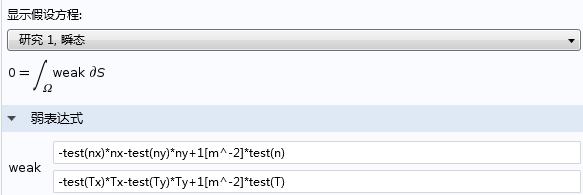 显示假设方程:
研究 1, 瞬态
0 = ∫Ω weak ∂S
弱表达式
weak
-test(nx)*nx-test(ny)*ny+1[m^-2]*test(n)
-test(Tx)*Tx-test(Ty)*Ty+1[m^-2]*test(T)